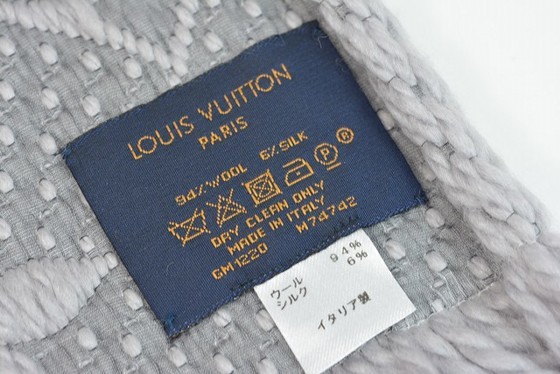 LOUIS VUITTON
PARIS
94% WOOL 6% SILK
P ®
DRY CLEAN ONLY
MADE IN ITALY
GM1220 M74742
ウール 94%
シルク 6%
イタリア製